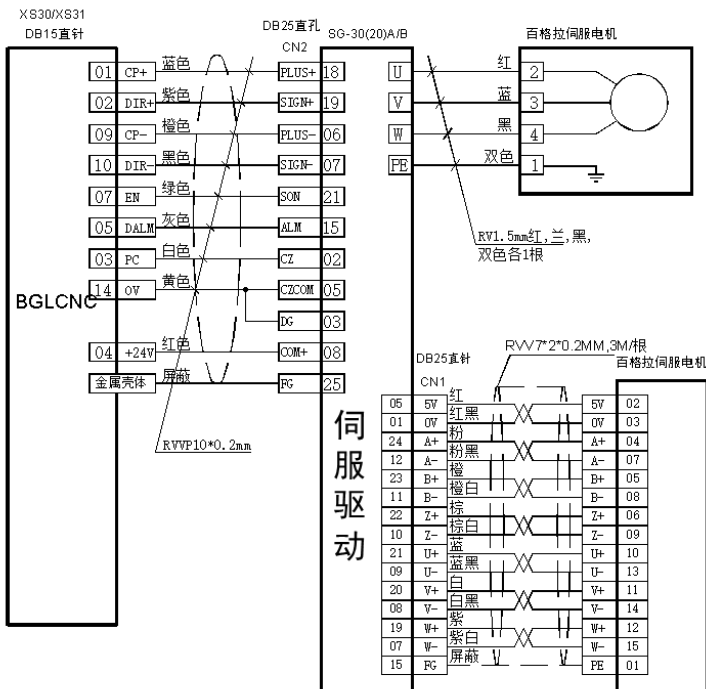 XS30/XS31
DB15直针
DB25直孔
CN2
SG-30(20)A/B
百格拉伺服电机
01 CP+ 蓝色 PLUS+ 18
02 DIR+ 紫色 SIGN+ 19
09 CP- 橙色 PLUS- 06
10 DIR- 黑色 SIGN- 07
07 EN 绿色 SON 21
05 DALM 灰色 ALM 15
03 PC 白色 CZ 02
14 0V 黄色 CZCOM 05
DG 03
04 +24V 红色 COM+ 08
金属壳体 屏蔽 FG 25
BGLCNC
RVVP10*0.2mm
U 红 2
V 蓝 3
W 黑 4
PE 双色 1
RV1.5mm红,兰,黑,
双色各1根
伺服驱动
DB25直针
CN1
RVV7*2*0.2MM,3M/根
百格拉伺服电机
05 5V 红 5V 02
01 0V 红黑 0V 03
24 A+ 粉 A+ 04
12 A- 粉黑 A- 07
23 B+ 橙 B+ 05
11 B- 橙白 B- 08
22 Z+ 棕 Z+ 06
10 Z- 棕白 Z- 09
21 U+ 蓝 U+ 10
09 U- 蓝黑 U- 13
20 V+ 白 V+ 11
08 V- 白黑 V- 14
19 W+ 紫 W+ 12
07 W- 紫白 W- 15
15 FG 屏蔽 PE 01